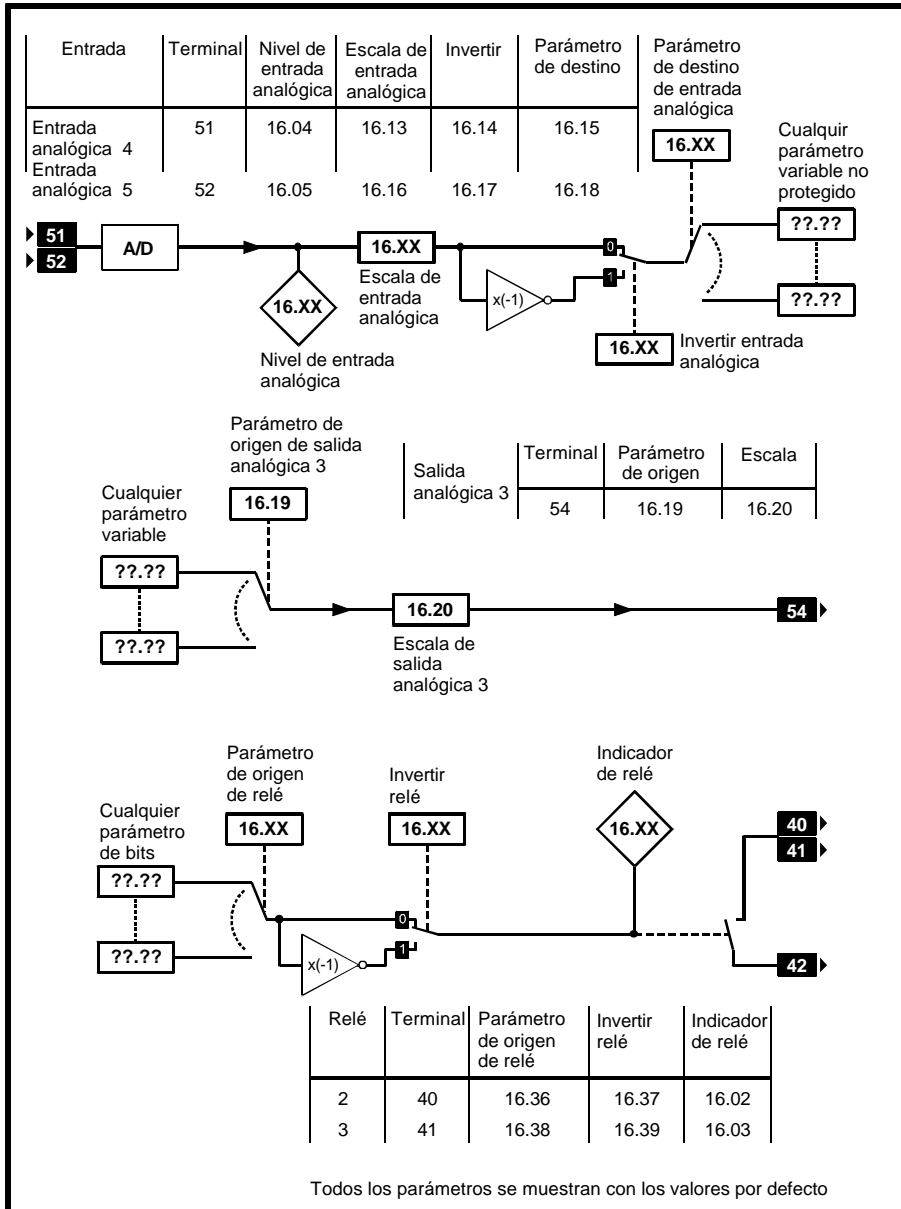 Entrada Terminal Nivel de entrada analógica Escala de entrada analógica Invertir Parámetro de destino
Entrada analógica 4 51 16.04 16.13 16.14 16.15
Entrada analógica 5 52 16.05 16.16 16.17 16.18
Parámetro
de destino
de entrada
analógica
16.XX
Cualquir
parámetro
variable no
protegido
??.??
??.??
51
52
A/D
16.XX
Nivel de entrada
analógica
16.XX
Escala de
entrada
analógica
x(-1)
0
1
16.XX
Invertir entrada
analógica
Parámetro de
origen de salida
analógica 3
16.19
Salida
analógica 3
Terminal Parámetro de origen Escala
54 16.19 16.20
Cualquier
parámetro
variable
??.??
??.??
16.20
Escala de
salida
analógica 3
54
Parámetro
de origen
de relé
16.XX
Invertir
relé
16.XX
Indicador
de relé
16.XX
Cualquier
parámetro
de bits
??.??
??.??
x(-1)
0
1
40
41
42
Relé Terminal Parámetro de origen de relé Invertir relé Indicador de relé
2 40 16.36 16.37 16.02
3 41 16.38 16.39 16.03
Todos los parámetros se muestran con los valores por defecto